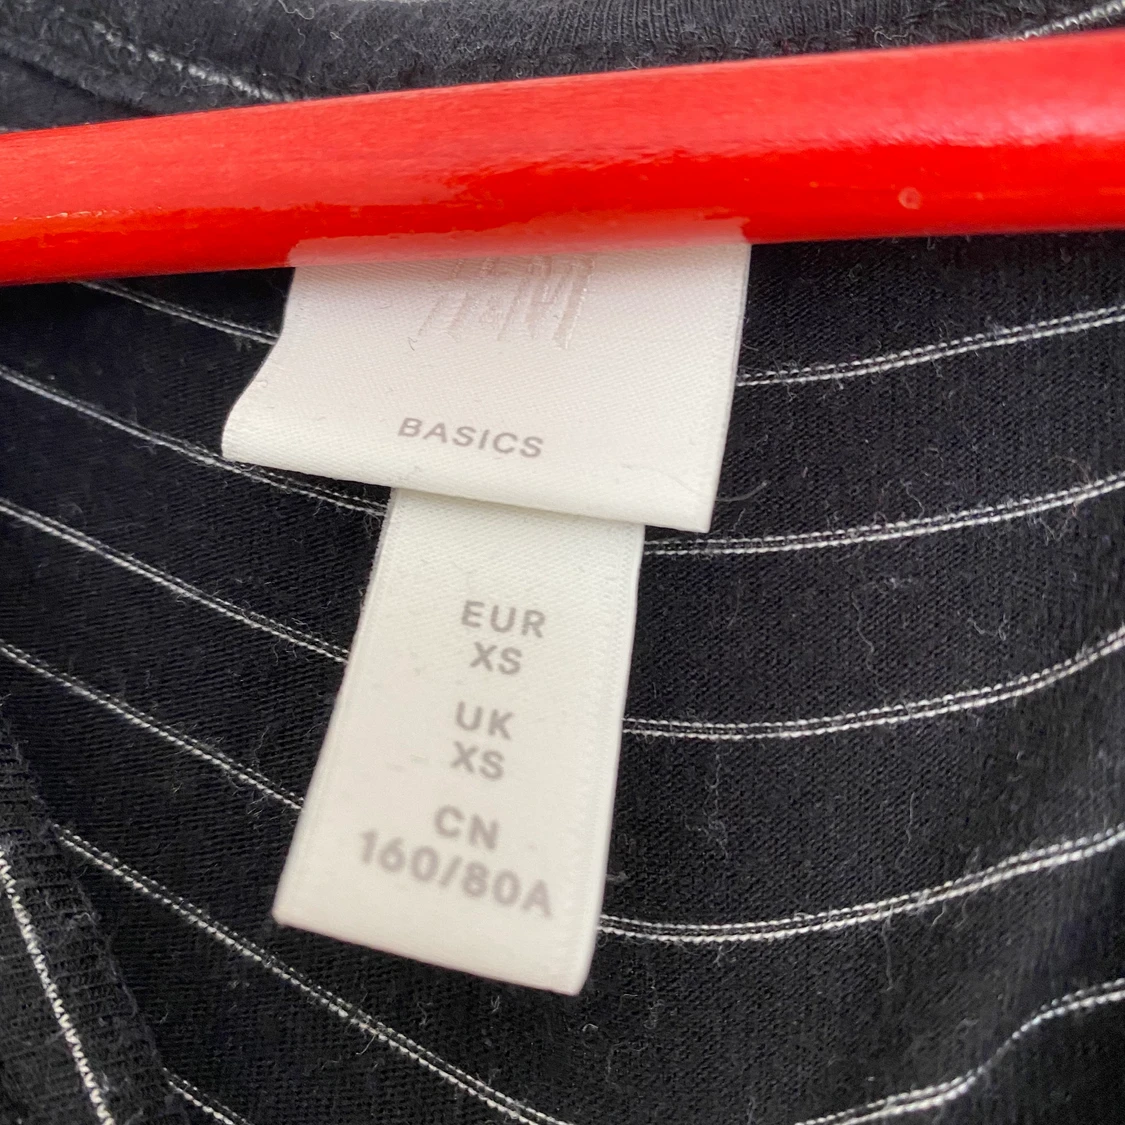 H&M
BASICS
EUR
XS
UK
XS
CN
160/80A